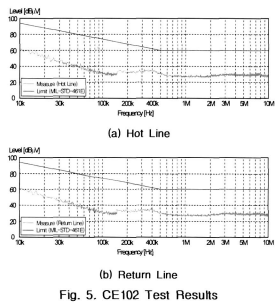 Level [dBµV]
100
80
60
40
20
0
Measure (Hot Line)
Limit (MIL-STD-461E)
10k 30k 100k 200k 400k 1M 2M 3M 5M 10M
Frequency [Hz]
(a) Hot Line
Level [dBµV]
100
80
60
40
20
0
Measure (Return Line)
Limit (MIL-STD-461E)
10k 30k 100k 200k 400k 1M 2M 3M 5M 10M
Frequency [Hz]
(b) Return Line
Fig. 5. CE102 Test Results